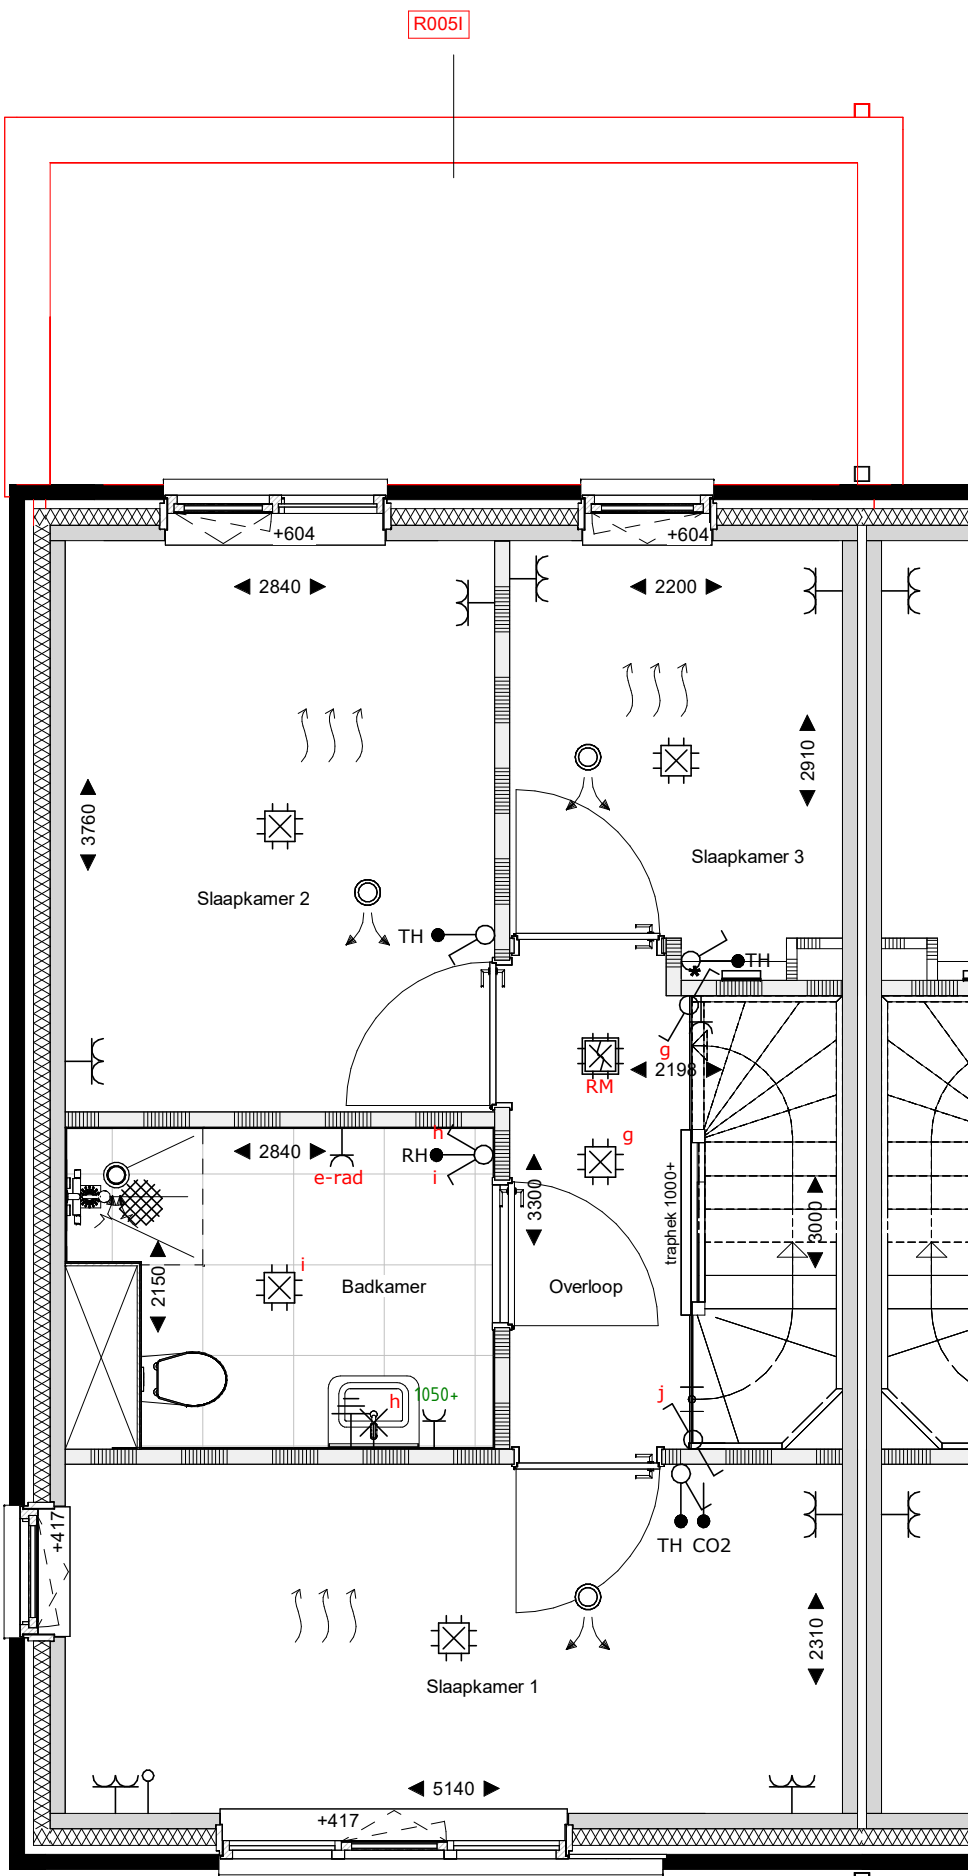 R005I
+604
+604
2840
2200
2910
3760
Slaapkamer 3
Slaapkamer 2
TH
TH
*
g
2198
RM
h
g
2840
RH
e-rad
i
traphek 1000+
3300
3000
i
2150
Badkamer
Overloop
h
1050+
j
+417
TH CO2
2310
Slaapkamer 1
5140
+417